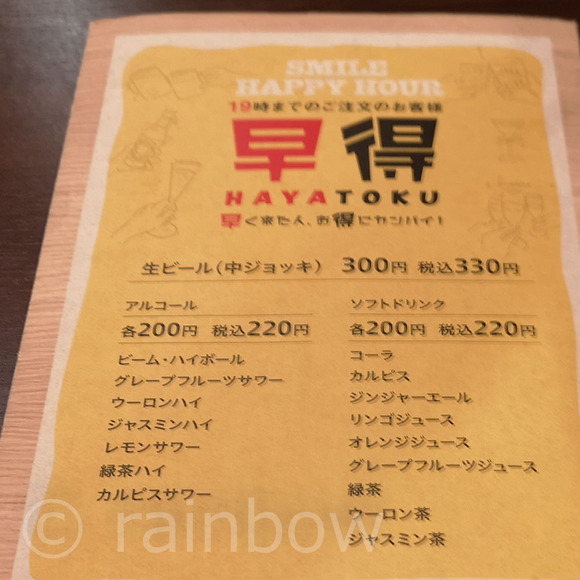 SMILE
HAPPY HOUR
19時までのご注文のお客様
早得
HAYATOKU
早く来たん、お得にヤンバイ！
生ビール（中ジョッキ） 300円 税込330円
アルコール
各200円 税込220円
ビーム・ハイボール
グレープフルーツサワー
ウーロンハイ
ジャスミンハイ
レモンサワー
緑茶ハイ
カルピスサワー
ソフトドリンク
各200円 税込220円
コーラ
カルピス
ジンジャーエール
リンゴジュース
オレンジジュース
グレープフルーツジュース
緑茶
ウーロン茶
ジャスミン茶
© rainbow